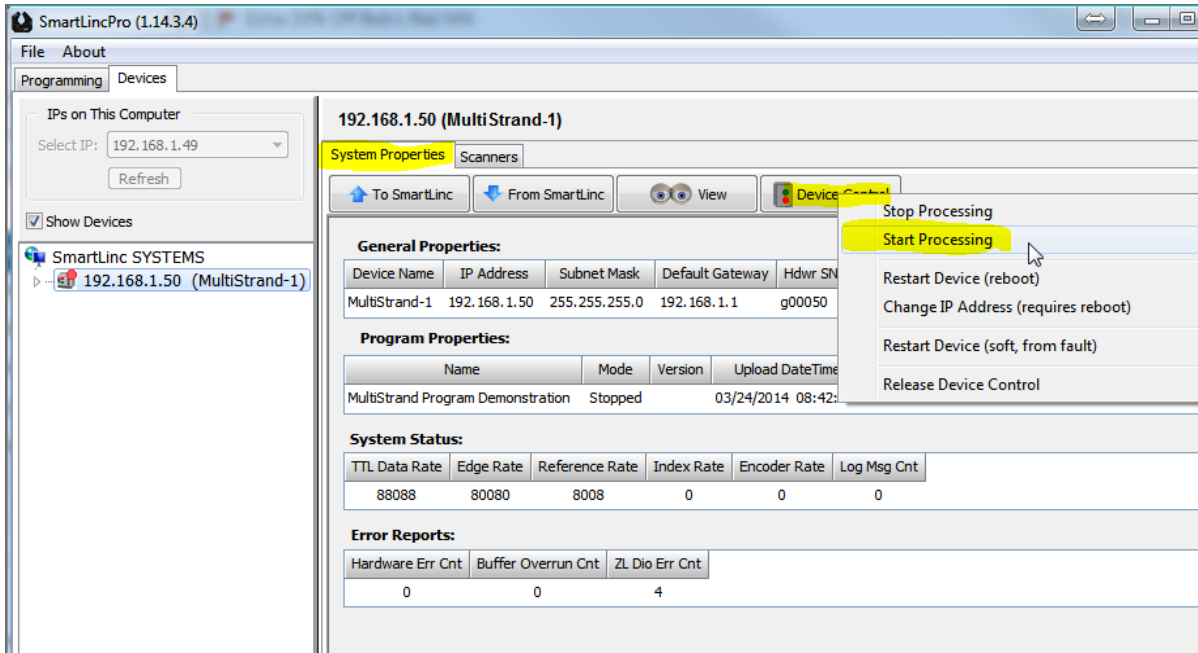 SmartLincPro (1.14.3.4)
File About
Programming Devices
IPs on This Computer
Select IP: 192.168.1.49
Refresh
Show Devices
SmartLinc SYSTEMS
192.168.1.50 (MultiStrand-1)
192.168.1.50 (MultiStrand-1)
System Properties Scanners
To SmartLinc From SmartLinc View Device Control
Stop Processing
Start Processing
Restart Device (reboot)
Change IP Address (requires reboot)
Restart Device (soft, from fault)
Release Device Control
General Properties:
Device Name IP Address Subnet Mask Default Gateway Hdwr SN
MultiStrand-1 192.168.1.50 255.255.255.0 192.168.1.1 g00050
Program Properties:
Name Mode Version Upload DateTime
MultiStrand Program Demonstration Stopped 03/24/2014 08:42:
System Status:
TTL Data Rate Edge Rate Reference Rate Index Rate Encoder Rate Log Msg Cnt
88088 80080 8008 0 0 0
Error Reports:
Hardware Err Cnt Buffer Overrun Cnt ZL Dio Err Cnt
0 0 4